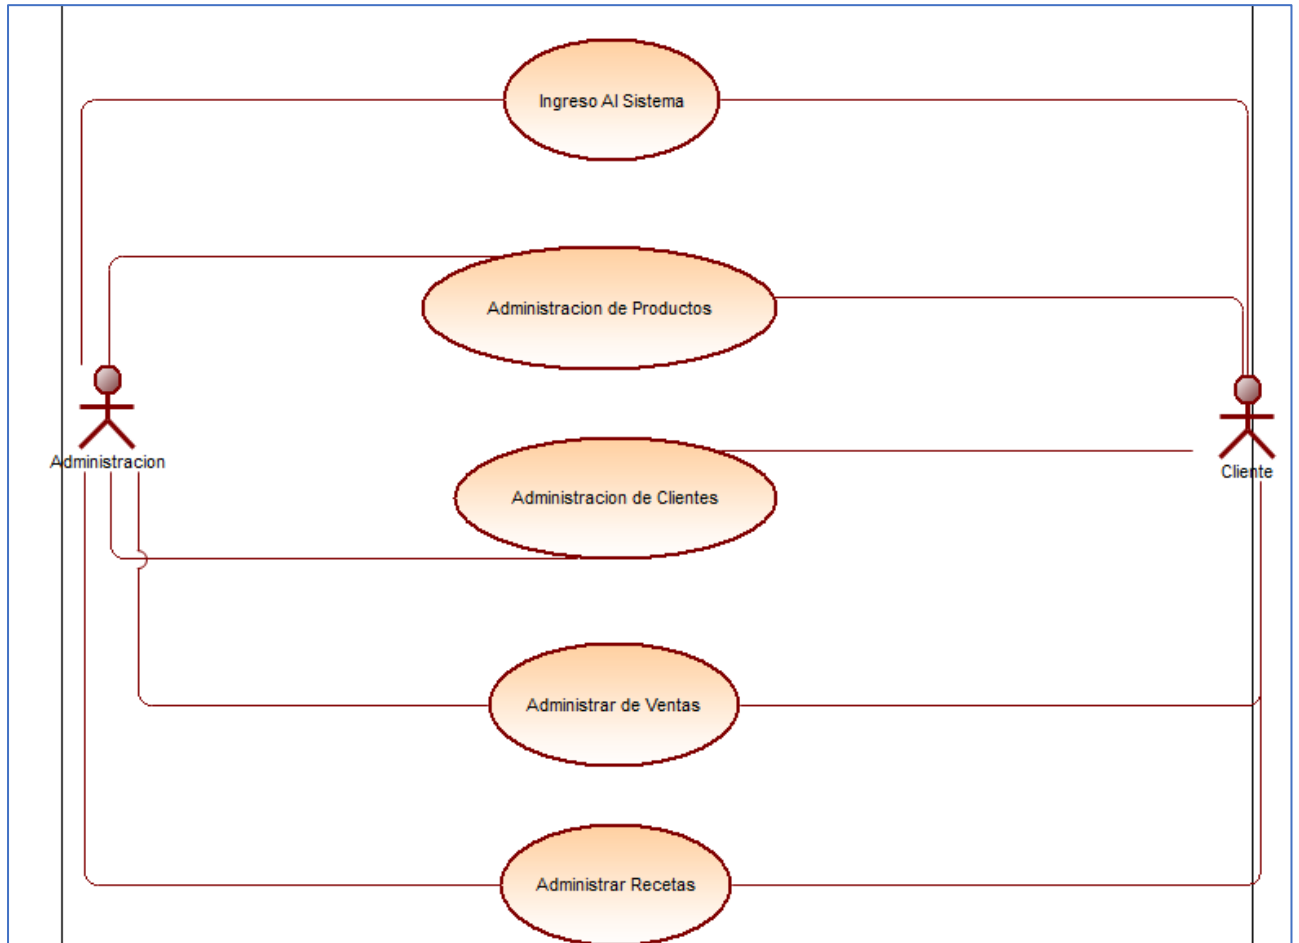 Ingreso Al Sistema
Administracion de Productos
Administracion
Cliente
Administracion de Clientes
Administrar de Ventas
Administrar Recetas